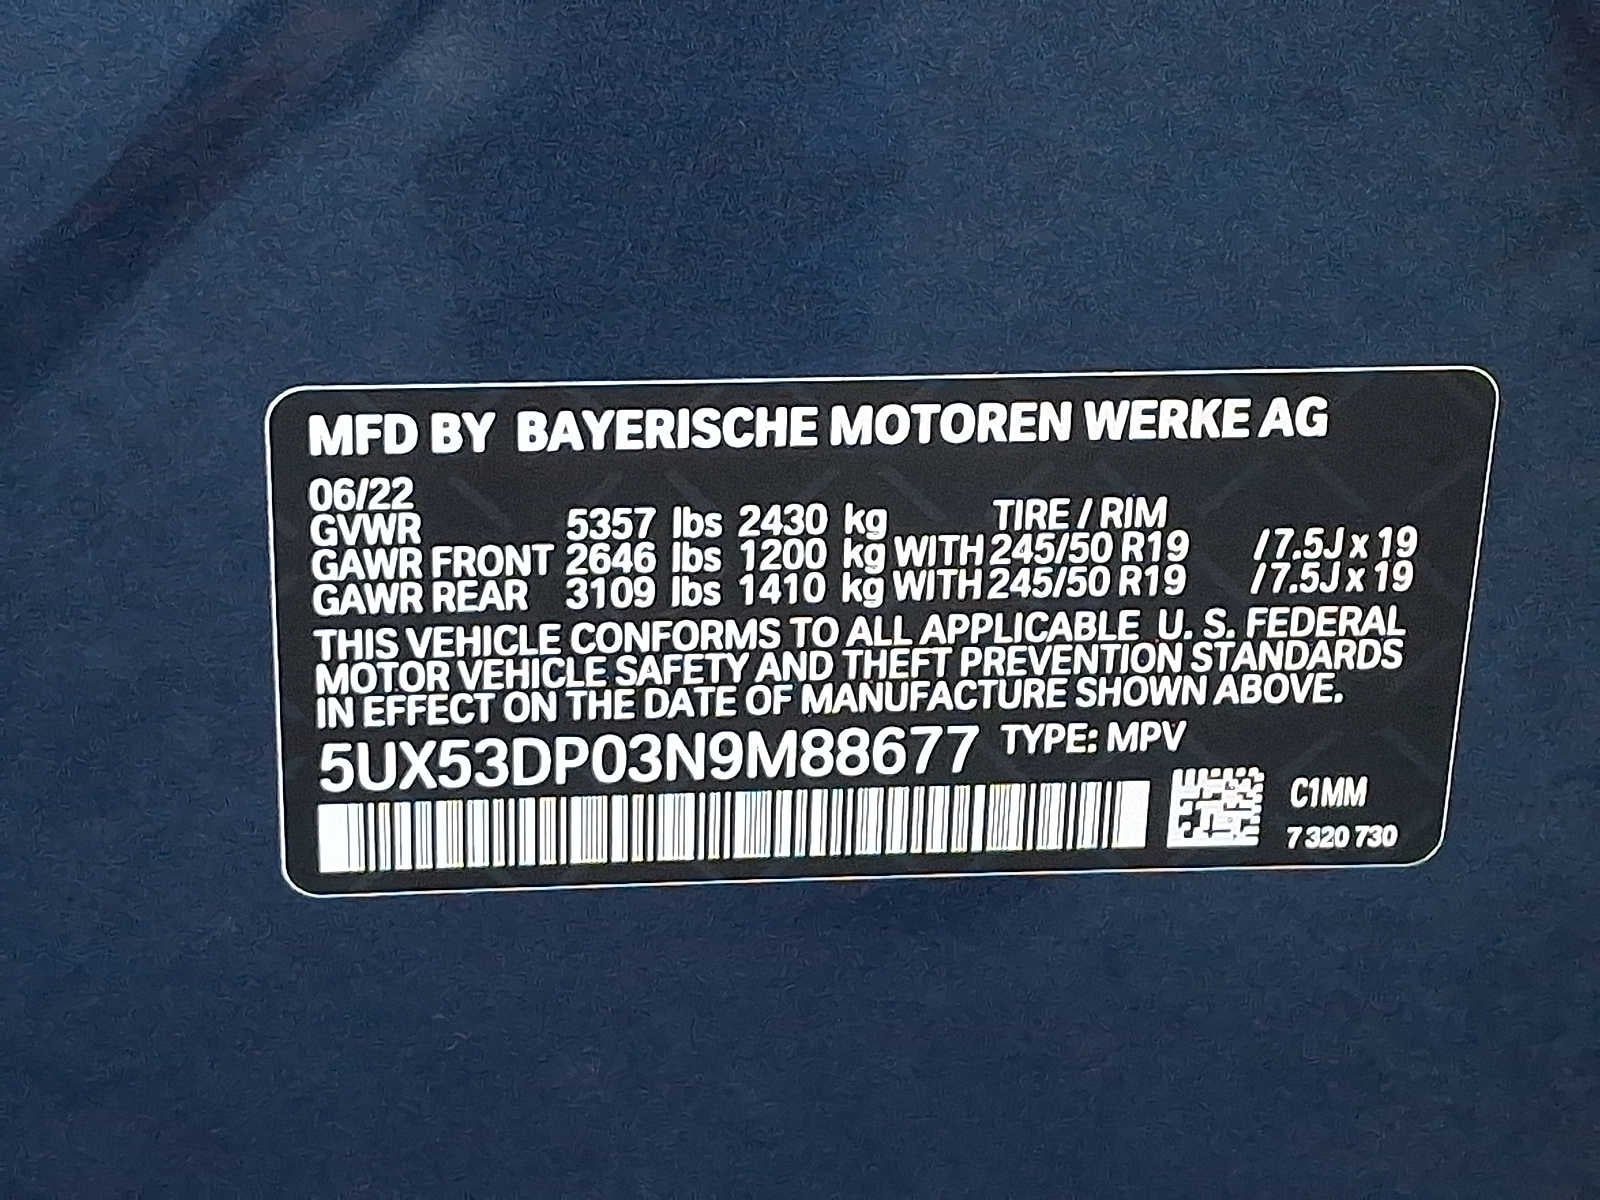 MFD BY BAYERISCHE MOTOREN WERKE AG
06/22
GVWR 5357 lbs 2430 kg TIRE / RIM
GAWR FRONT 2646 lbs 1200 kg WITH 245/50 R19 / 7.5J x 19
GAWR REAR 3109 lbs 1410 kg WITH 245/50 R19 / 7.5J x 19
THIS VEHICLE CONFORMS TO ALL APPLICABLE U. S. FEDERAL
MOTOR VEHICLE SAFETY AND THEFT PREVENTION STANDARDS
IN EFFECT ON THE DATE OF MANUFACTURE SHOWN ABOVE.
5UX53DP03N9M88677 TYPE: MPV
C1MM
7 320 730